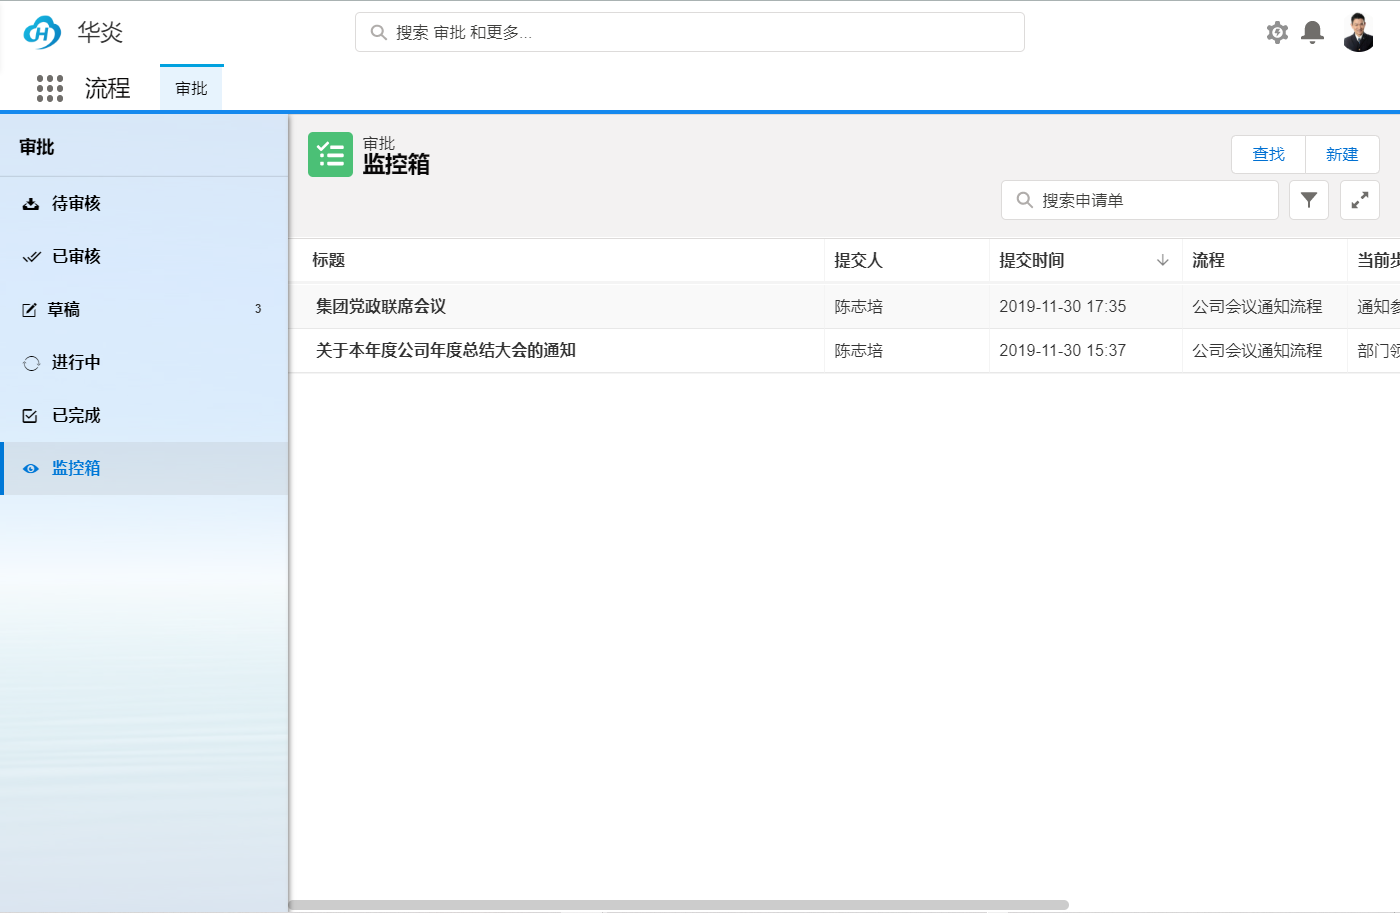 华炎
搜索 审批 和更多...
流程
审批
审批
待审核
已审核
草稿 3
进行中
已完成
监控箱
审批
监控箱
查找 新建
搜索申请单
标题 提交人 提交时间 流程 当前步
集团党政联席会议 陈志培 2019-11-30 17:35 公司会议通知流程 通知参
关于本年度公司年度总结大会的通知 陈志培 2019-11-30 15:37 公司会议通知流程 部门领